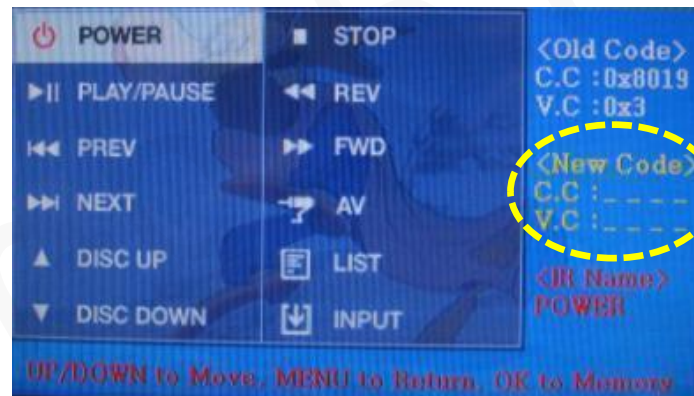 POWER
PLAY/PAUSE
PREV
NEXT
DISC UP
DISC DOWN
STOP
REV
FWD
AV
LIST
INPUT
<Old Code>
C.C :0x8019
V.C :0x3
<New Code>
C.C :_ _ _ _
V.C :_ _ _ _
<IR Name>
POWER
UP/DOWN to Move, MENU to Return, OK to Memory